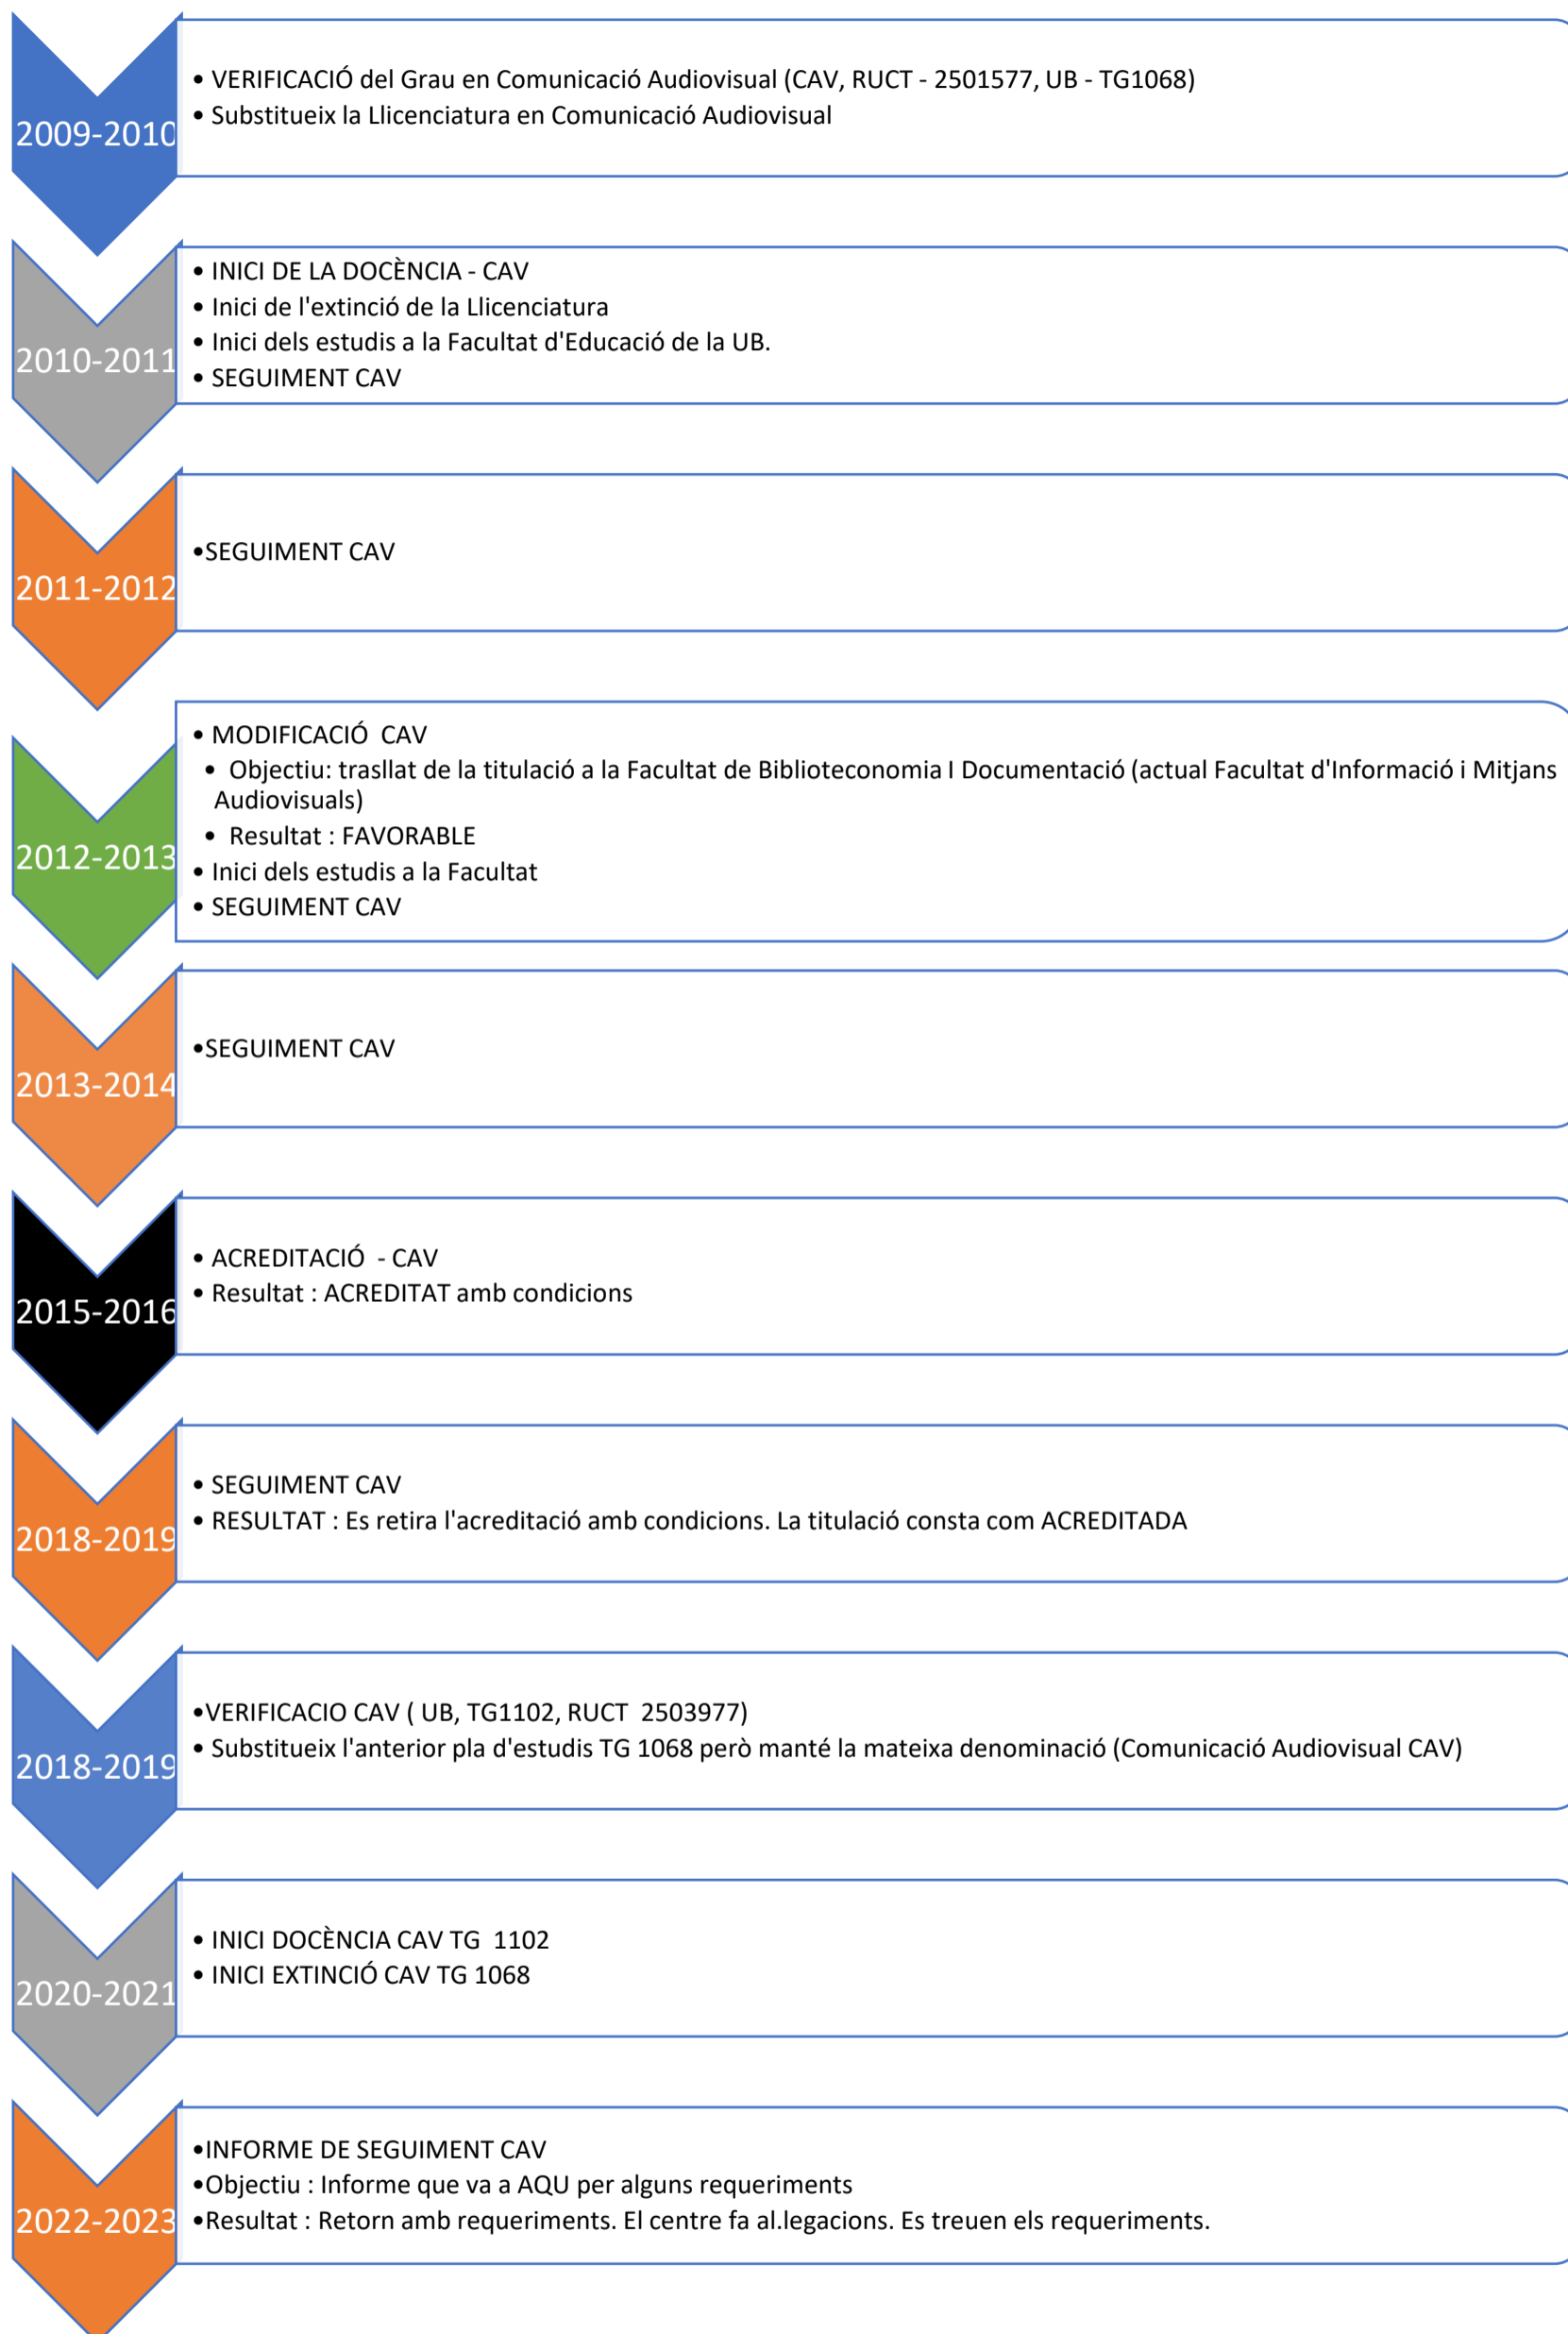 2009-2010
• VERIFICACIÓ del Grau en Comunicació Audiovisual (CAV, RUCT - 2501577, UB - TG1068)
• Substitueix la Llicenciatura en Comunicació Audiovisual
2010-2011
• INICI DE LA DOCÈNCIA - CAV
• Inici de l'extinció de la Llicenciatura
• Inici dels estudis a la Facultat d'Educació de la UB.
• SEGUIMENT CAV
2011-2012
•SEGUIMENT CAV
2012-2013
• MODIFICACIÓ  CAV
• Objectiu: trasllat de la titulació a la Facultat de Biblioteconomia I Documentació (actual Facultat d'Informació i Mitjans
Audiovisuals)
• Resultat : FAVORABLE
• Inici dels estudis a la Facultat
• SEGUIMENT CAV
2013-2014
•SEGUIMENT CAV
2015-2016
• ACREDITACIÓ  - CAV
• Resultat : ACREDITAT amb condicions
2018-2019
• SEGUIMENT CAV
• RESULTAT : Es retira l'acreditació amb condicions. La titulació consta com ACREDITADA
2018-2019
•VERIFICACIO CAV ( UB, TG1102, RUCT  2503977)
• Substitueix l'anterior pla d'estudis TG 1068 però manté la mateixa denominació (Comunicació Audiovisual CAV)
2020-2021
• INICI DOCÈNCIA CAV TG  1102
• INICI EXTINCIÓ CAV TG 1068
2022-2023
•INFORME DE SEGUIMENT CAV
•Objectiu : Informe que va a AQU per alguns requeriments
•Resultat : Retorn amb requeriments. El centre fa al.legacions. Es treuen els requeriments.